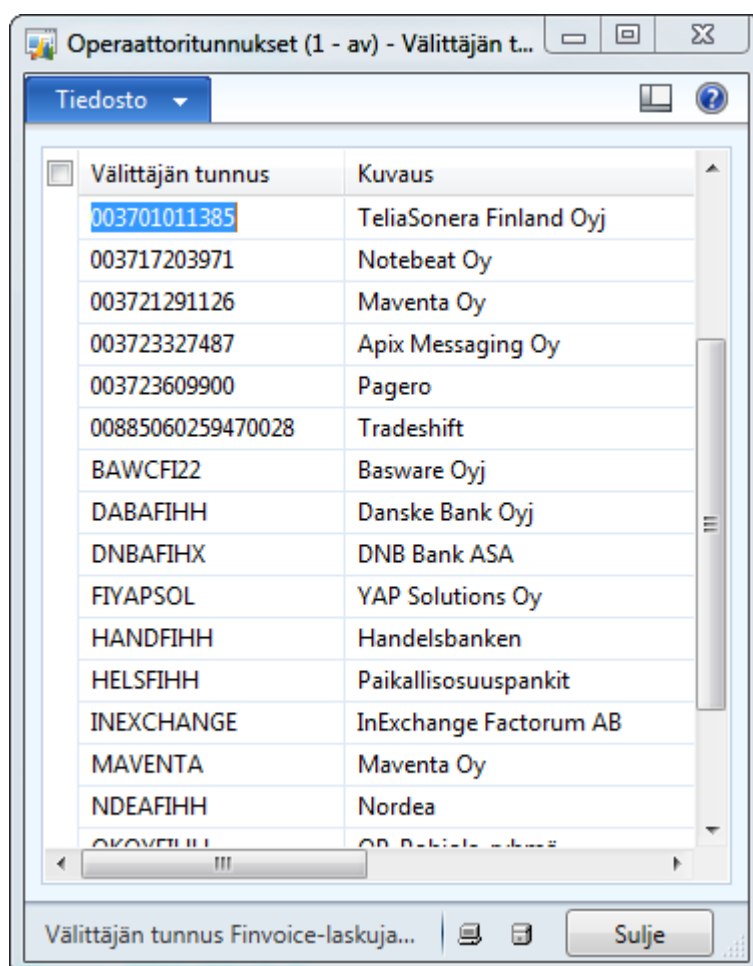 Operaattoritunnukset (1 - av) - Välittäjän t...
Tiedosto
Välittäjän tunnus Kuvaus
003701011385 TeliaSonera Finland Oyj
003717203971 Notebeat Oy
003721291126 Maventa Oy
003723327487 Apix Messaging Oy
003723609900 Pagero
00885060259470028 Tradeshift
BAWCFI22 Basware Oyj
DABAFIHH Danske Bank Oyj
DNBAFIHX DNB Bank ASA
FIYAPSOL YAP Solutions Oy
HANDFIHH Handelsbanken
HELSFIHH Paikallisosuuspankit
INEXCHANGE InExchange Factorum AB
MAVENTA Maventa Oy
NDEAFIHH Nordea
Välittäjän tunnus Finvoice-laskuja... Sulje